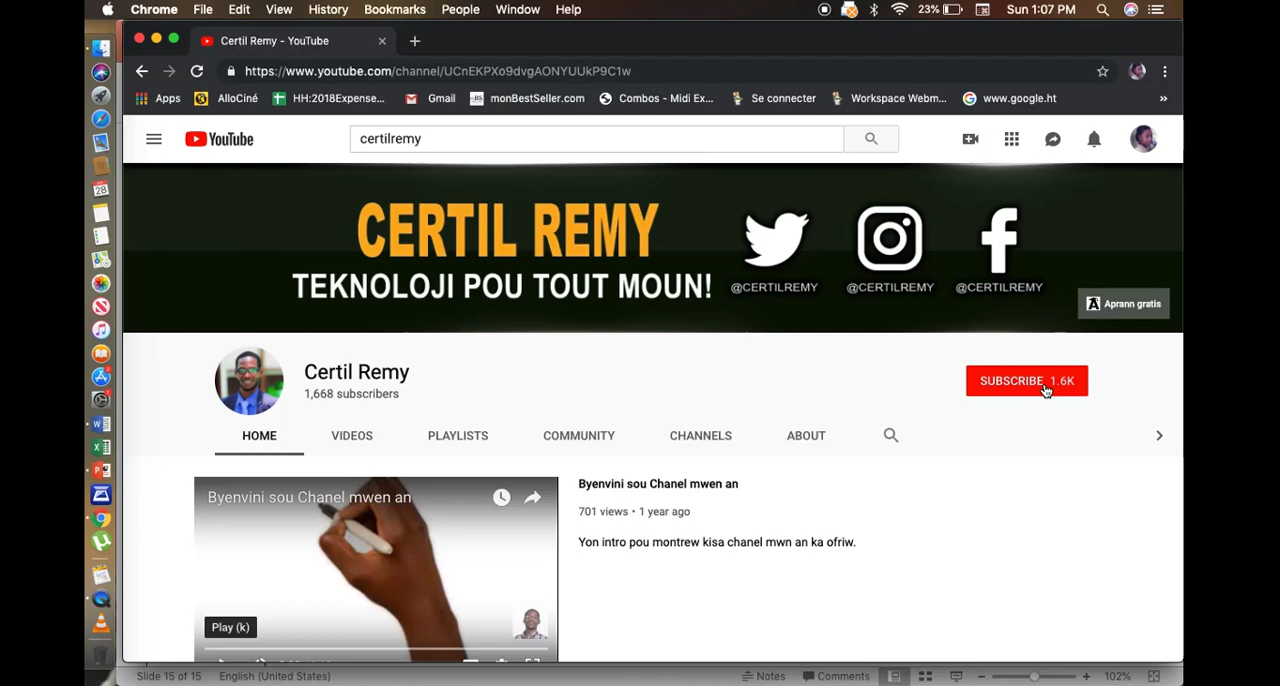 Chrome File Edit View History Bookmarks People Window Help 23% Sun 1:07 PM
Certil Remy - YouTube
https://www.youtube.com/channel/UCnEKPXo9dvgAONYUUkP9C1w
Apps AlloCiné HH:2018Expense... Gmail monBestSeller.com Combos - Midi Ex... Se connecter Workspace Webm... www.google.ht
YouTube certilremy
CERTIL REMY
TEKNOLOJI POU TOUT MOUN!
@CERTILREMY @CERTILREMY @CERTILREMY
Aprann gratis
Certil Remy
1,668 subscribers
SUBSCRIBE 1.6K
HOME VIDEOS PLAYLISTS COMMUNITY CHANNELS ABOUT
Byenvini sou Chanel mwen an
Play (k)
Byenvini sou Chanel mwen an
701 views • 1 year ago
Yon intro pou montrew kisa chanel mwn an ka ofriw.
Slide 15 of 15 English (United States) Notes Comments 102%